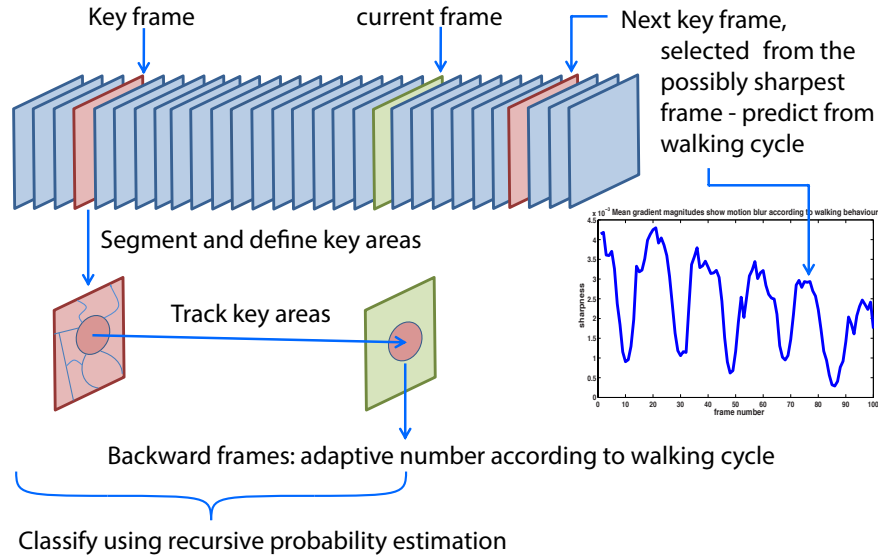 Key frame
current frame
Next key frame,
selected from the
possibly sharpest
frame - predict from
walking cycle
Segment and define key areas
Track key areas
x 10⁻³ Mean gradient magnitudes show motion blur according to walking behaviour
4.5
4
3.5
3
2.5
2
1.5
1
0.5
0
sharpness
0 10 20 30 40 50 60 70 80 90 100
frame number
Backward frames: adaptive number according to walking cycle
Classify using recursive probability estimation